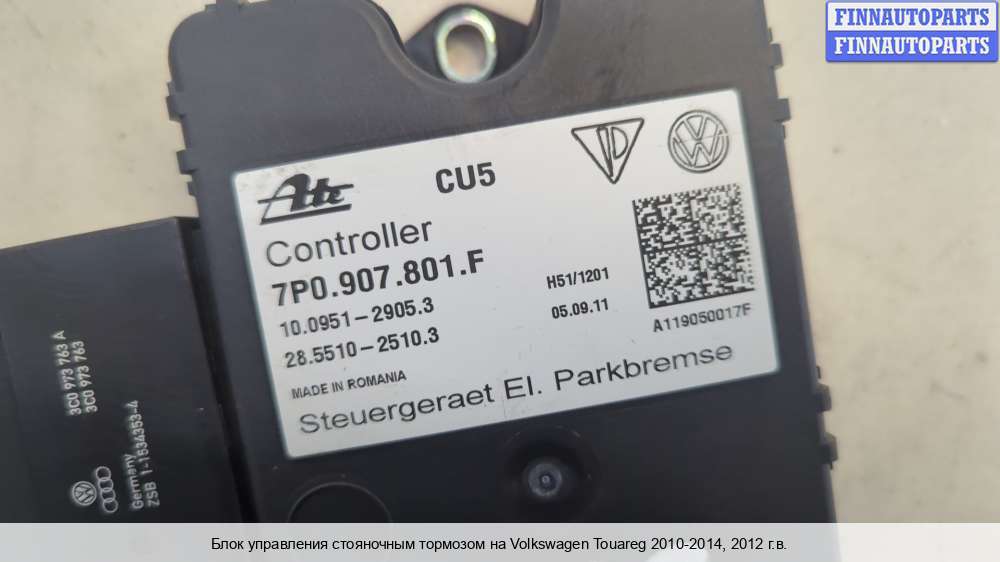 FINNAUTOPARTS
FINNAUTOPARTS
Ate
CU5
Controller
7P0.907.801.F
10.0951-2905.3
28.5510-2510.3
MADE IN ROMANIA
H51/1201
05.09.11
A119050017F
Steuergeraet El. Parkbremse
3C0 973 763 A
3C0 973 763
Germany
ZSB 1-1534353-4
Блок управления стояночным тормозом на Volkswagen Touareg 2010-2014, 2012 г.в.